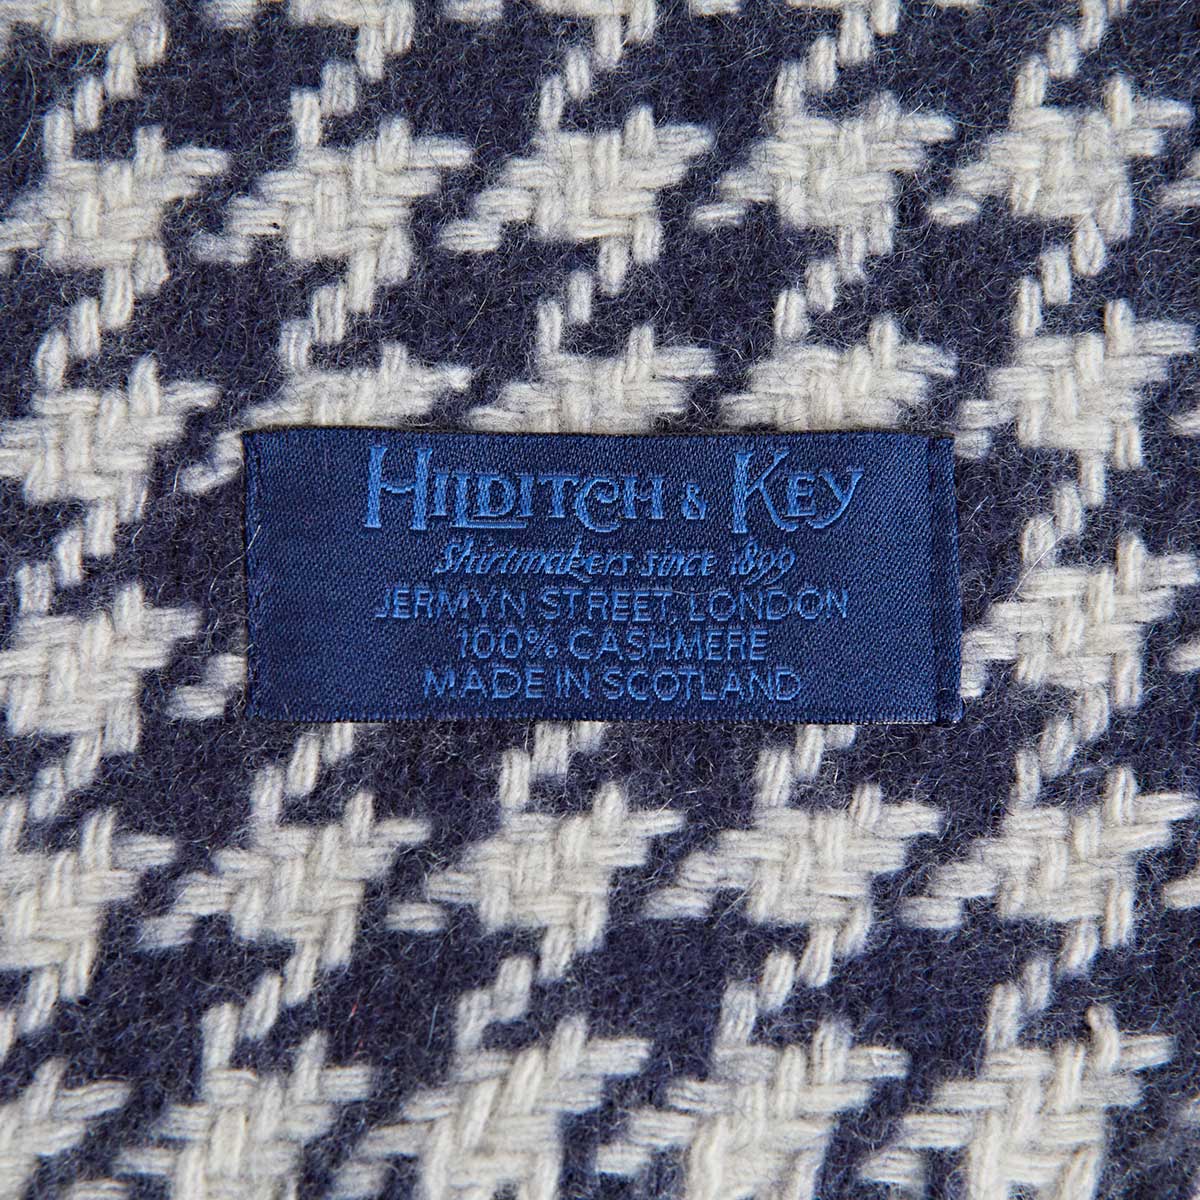 HILDITCH & KEY
Shirtmakers since 1899
JERMYN STREET, LONDON
100% CASHMERE
MADE IN SCOTLAND